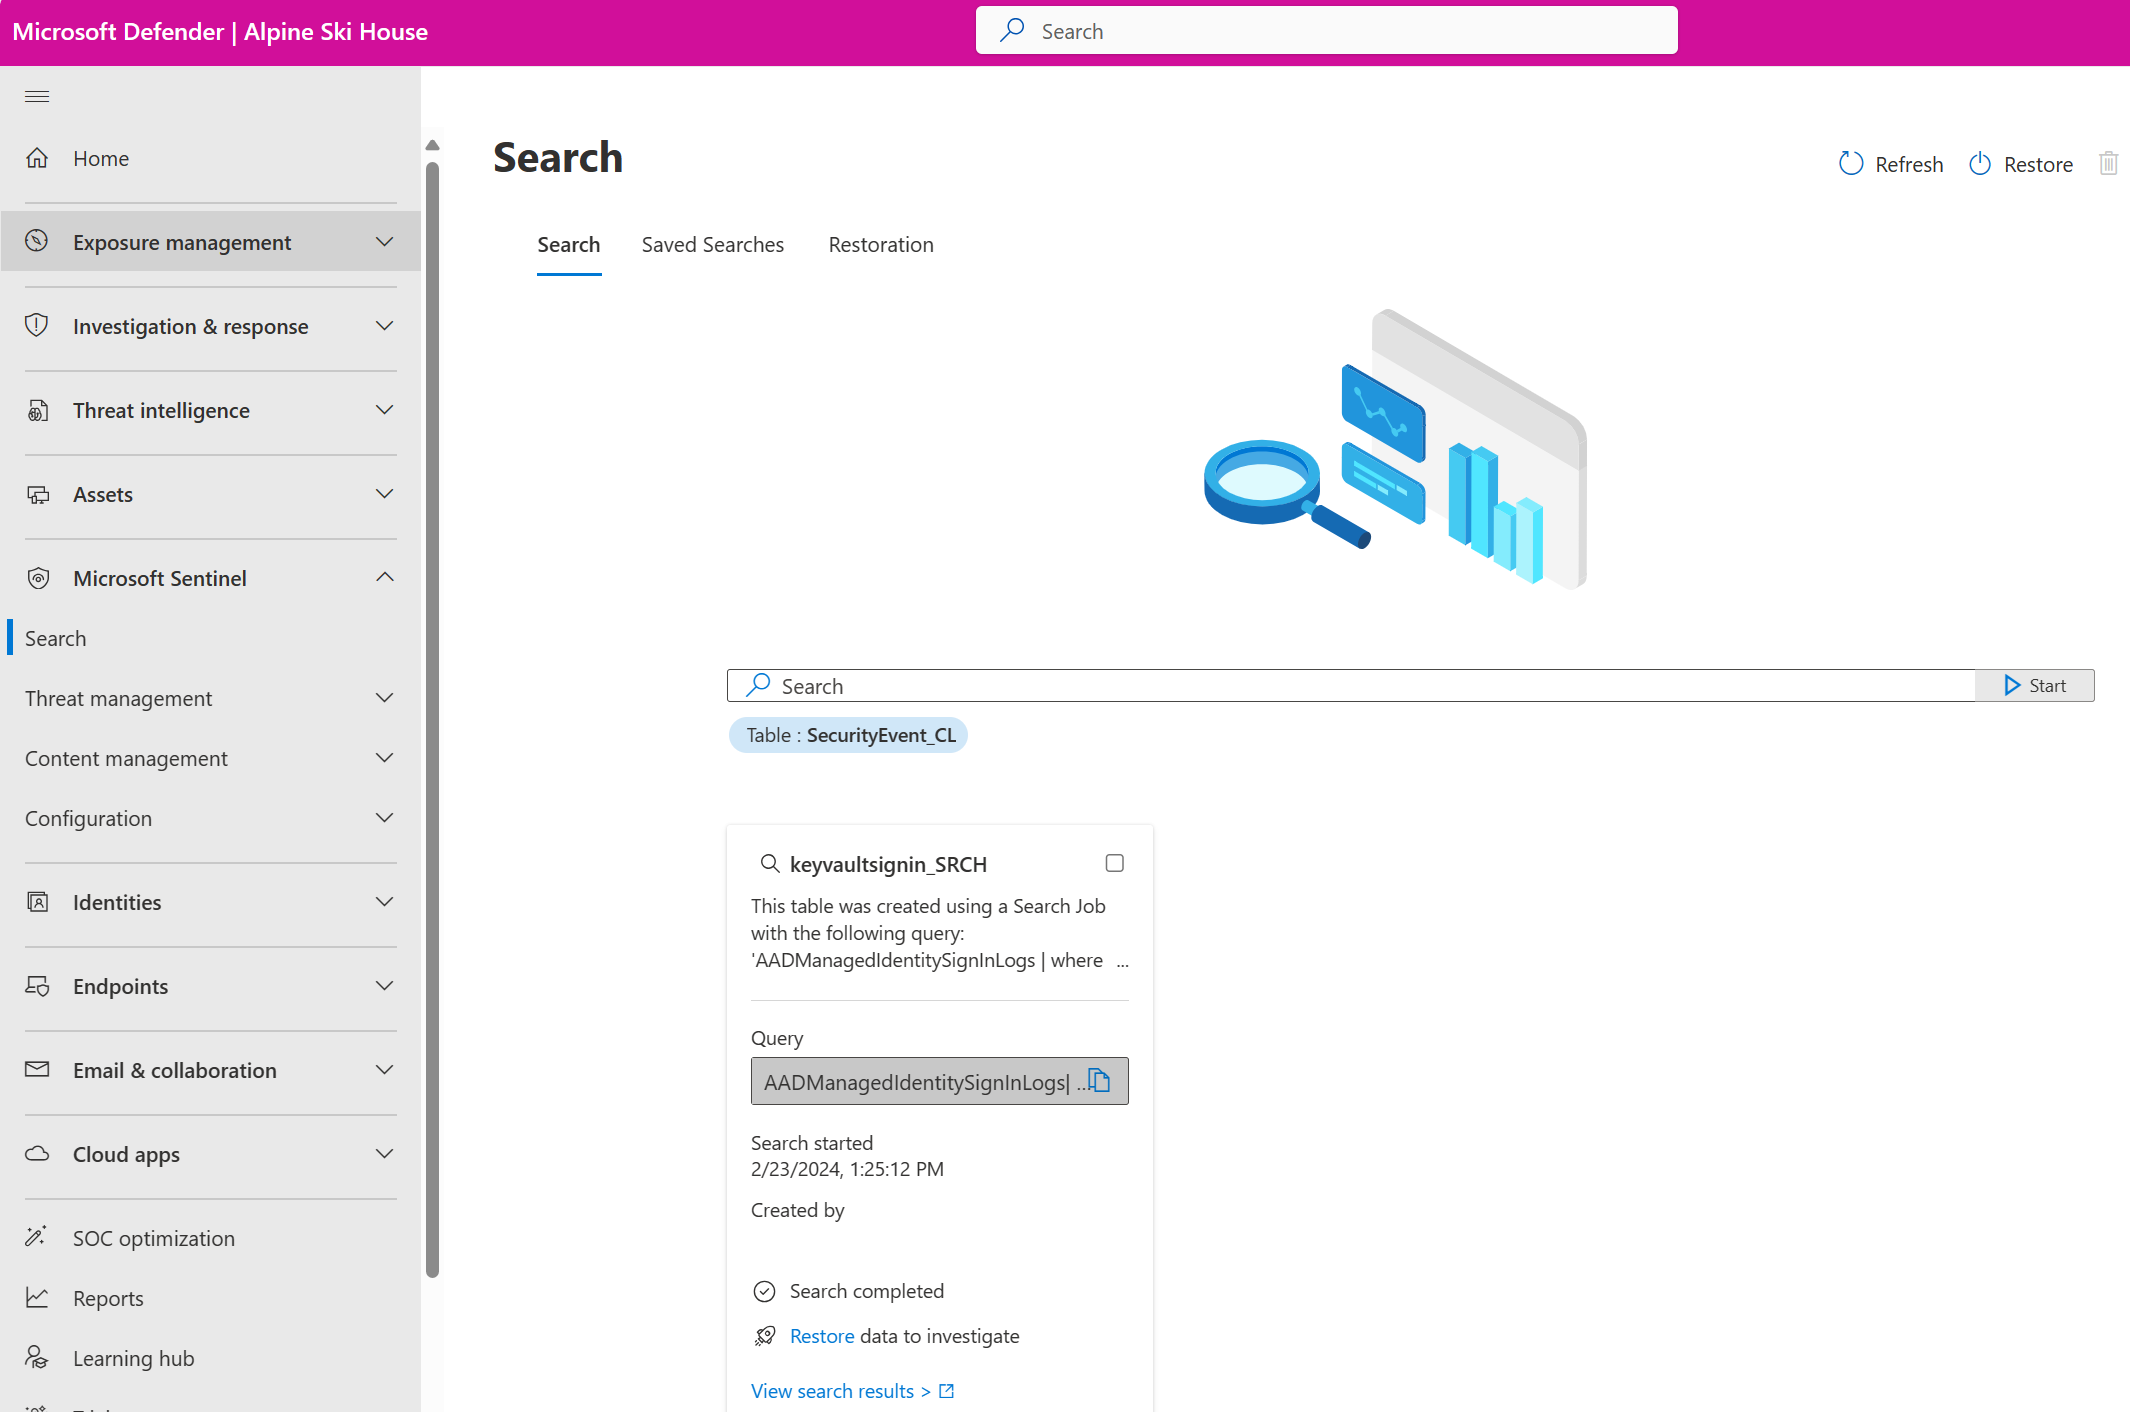 Microsoft Defender | Alpine Ski House
Search
Home
Exposure management
Investigation & response
Threat intelligence
Assets
Microsoft Sentinel
Search
Threat management
Content management
Configuration
Identities
Endpoints
Email & collaboration
Cloud apps
SOC optimization
Reports
Learning hub
Search
Refresh
Restore
Search
Saved Searches
Restoration
Search
Start
Table : SecurityEvent_CL
keyvaultsignin_SRCH
This table was created using a Search Job
with the following query:
'AADManagedIdentitySignInLogs | where ...
Query
AADManagedIdentitySignInLogs| ...
Search started
2/23/2024, 1:25:12 PM
Created by
Search completed
Restore data to investigate
View search results >